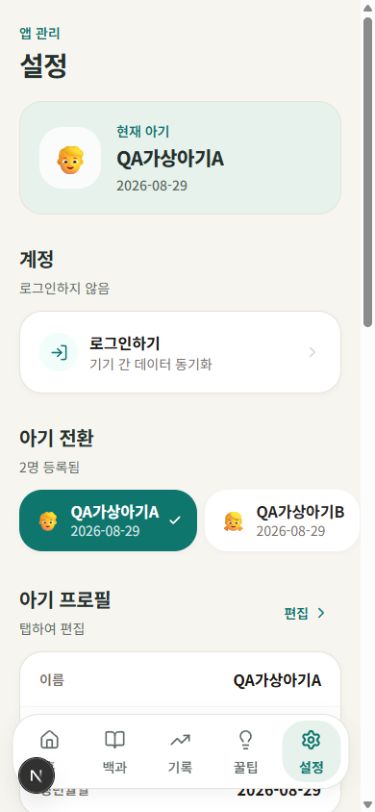 앱 관리
설정
현재 아기
QA가상아기A
2026-08-29
계정
로그인하지 않음
로그인하기
기기 간 데이터 동기화
아기 전환
2명 등록됨
QA가상아기A
2026-08-29
QA가상아기B
2026-08-29
아기 프로필
편집
탭하여 편집
이름
QA가상아기A
백과
기록
꿀팁
설정
N
2026-08-29